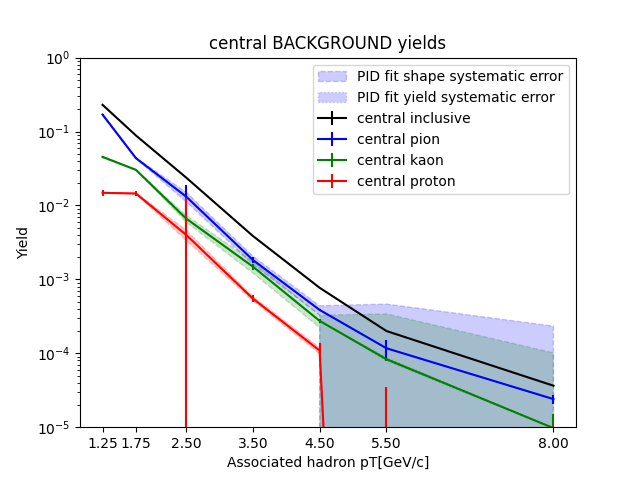 central BACKGROUND yields
PID fit shape systematic error
PID fit yield systematic error
central inclusive
central pion
central kaon
central proton
Yield
10⁰
10⁻¹
10⁻²
10⁻³
10⁻⁴
10⁻⁵
1.25 1.75 2.50 3.50 4.50 5.50 8.00
Associated hadron pT[GeV/c]